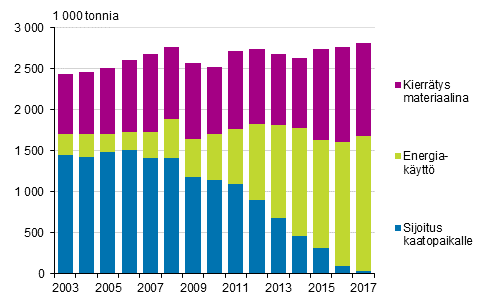 1 000 tonnia
3 000
2 500
2 000
1 500
1 000
500
0
2003 2005 2007 2009 2011 2013 2015 2017
Kierrätys
materiaalina
Energia-
käyttö
Sijoitus
kaatopaikalle